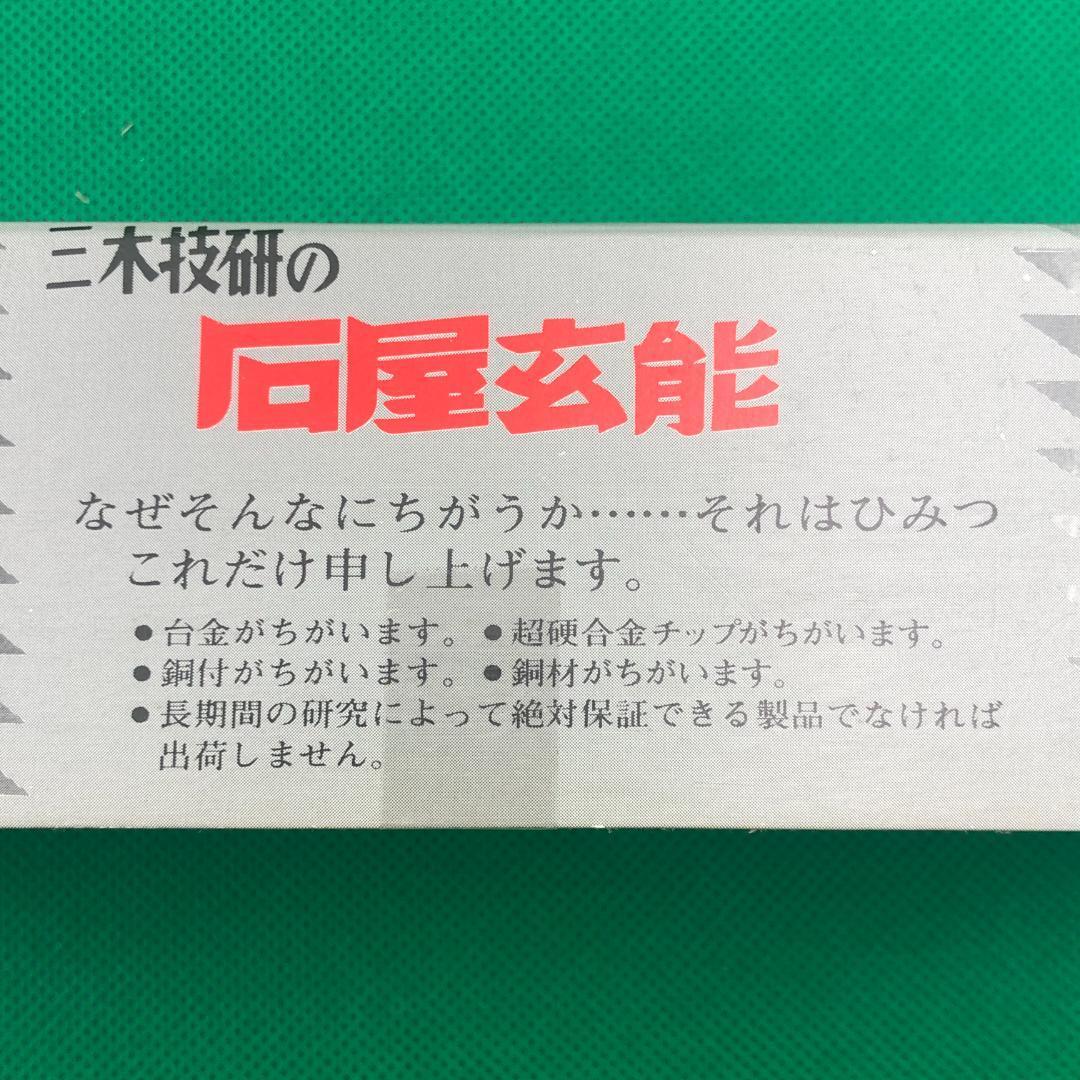 三木技研の
石屋玄能
なぜそんなにちがうか……それはひみつ
これだけ申し上げます。
●台金がちがいます。●超硬合金チップがちがいます。
●銅付がちがいます。●銅材がちがいます。
●長期間の研究によって絶対保証できる製品でなければ
出荷しません。